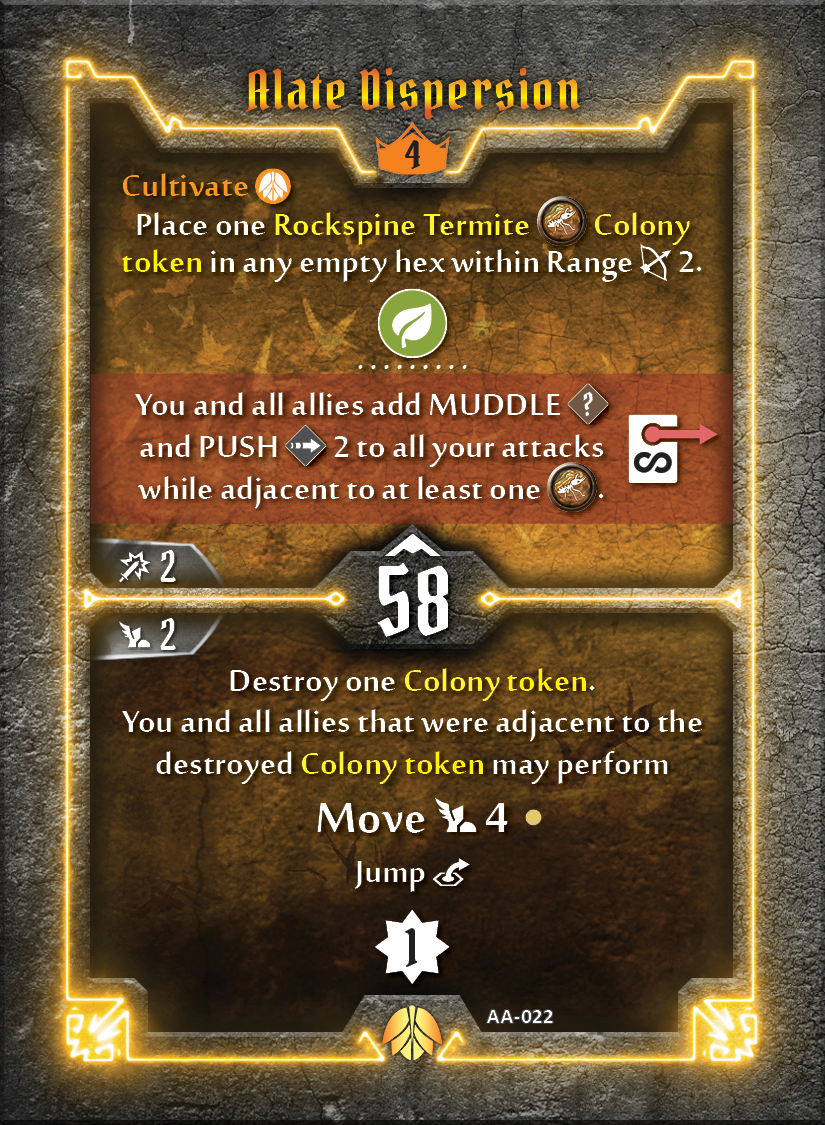 Alate Dispersion
4
Cultivate
Place one Rockspine Termite Colony
token in any empty hex within Range 2.
You and all allies add MUDDLE ?
and PUSH 2 to all your attacks
while adjacent to at least one .
2
58
2
Destroy one Colony token.
You and all allies that were adjacent to the
destroyed Colony token may perform
Move 4
Jump
1
AA-022